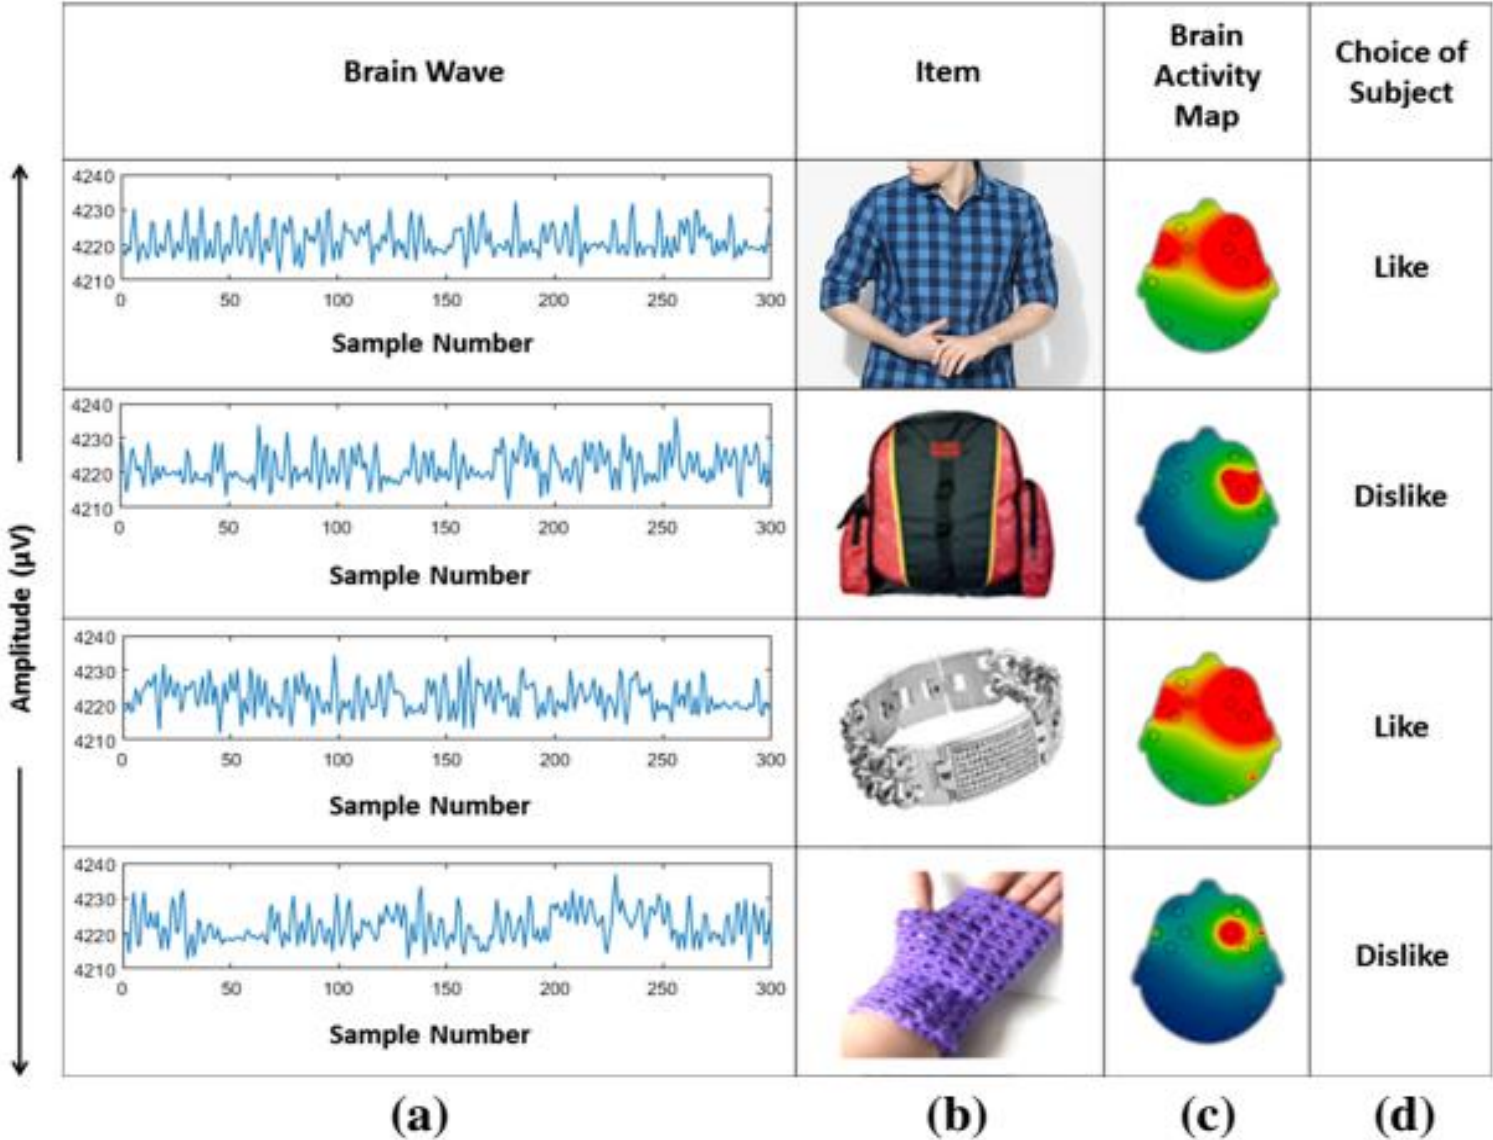 Brain Wave
Item
Brain
Activity
Map
Choice of
Subject
Amplitude (µV)
4240
4230
4220
4210
0 50 100 150 200 250 300
Sample Number
Like
4240
4230
4220
4210
0 50 100 150 200 250 300
Sample Number
Dislike
4240
4230
4220
4210
0 50 100 150 200 250 300
Sample Number
Like
4240
4230
4220
4210
0 50 100 150 200 250 300
Sample Number
Dislike
(a) (b) (c) (d)